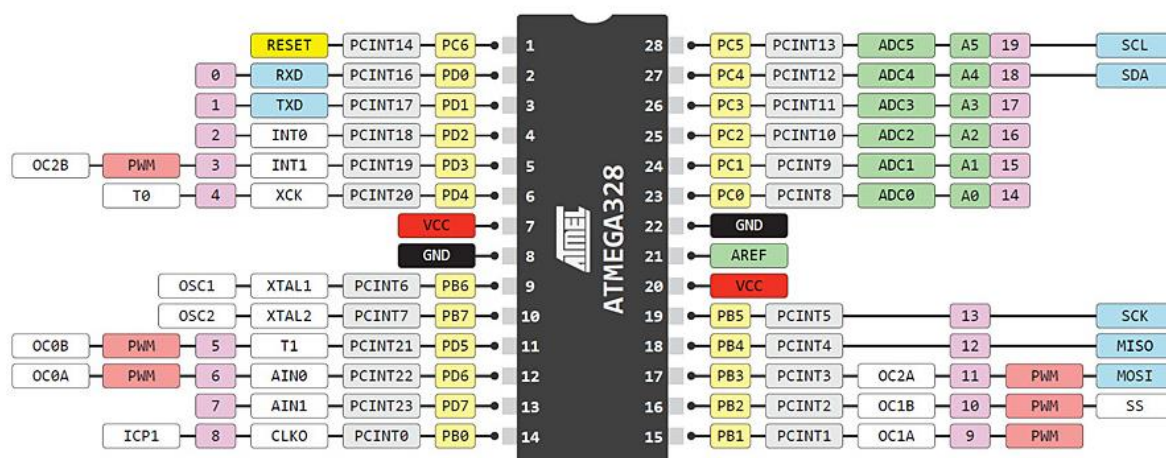 RESET PCINT14 PC6 1 28 PC5 PCINT13 ADC5 A5 19 SCL
0 RXD PCINT16 PD0 2 27 PC4 PCINT12 ADC4 A4 18 SDA
1 TXD PCINT17 PD1 3 26 PC3 PCINT11 ADC3 A3 17
2 INT0 PCINT18 PD2 4 25 PC2 PCINT10 ADC2 A2 16
OC2B PWM 3 INT1 PCINT19 PD3 5 24 PC1 PCINT9 ADC1 A1 15
T0 4 XCK PCINT20 PD4 6 23 PC0 PCINT8 ADC0 A0 14
VCC 7 22 GND
GND 8 21 AREF
OSC1 XTAL1 PCINT6 PB6 9 20 VCC
OSC2 XTAL2 PCINT7 PB7 10 19 PB5 PCINT5 13 SCK
OC0B PWM 5 T1 PCINT21 PD5 11 18 PB4 PCINT4 12 MISO
OC0A PWM 6 AIN0 PCINT22 PD6 12 17 PB3 PCINT3 OC2A 11 PWM MOSI
7 AIN1 PCINT23 PD7 13 16 PB2 PCINT2 OC1B 10 PWM SS
ICP1 8 CLKO PCINT0 PB0 14 15 PB1 PCINT1 OC1A 9 PWM
ATMEL
ATMEGA328